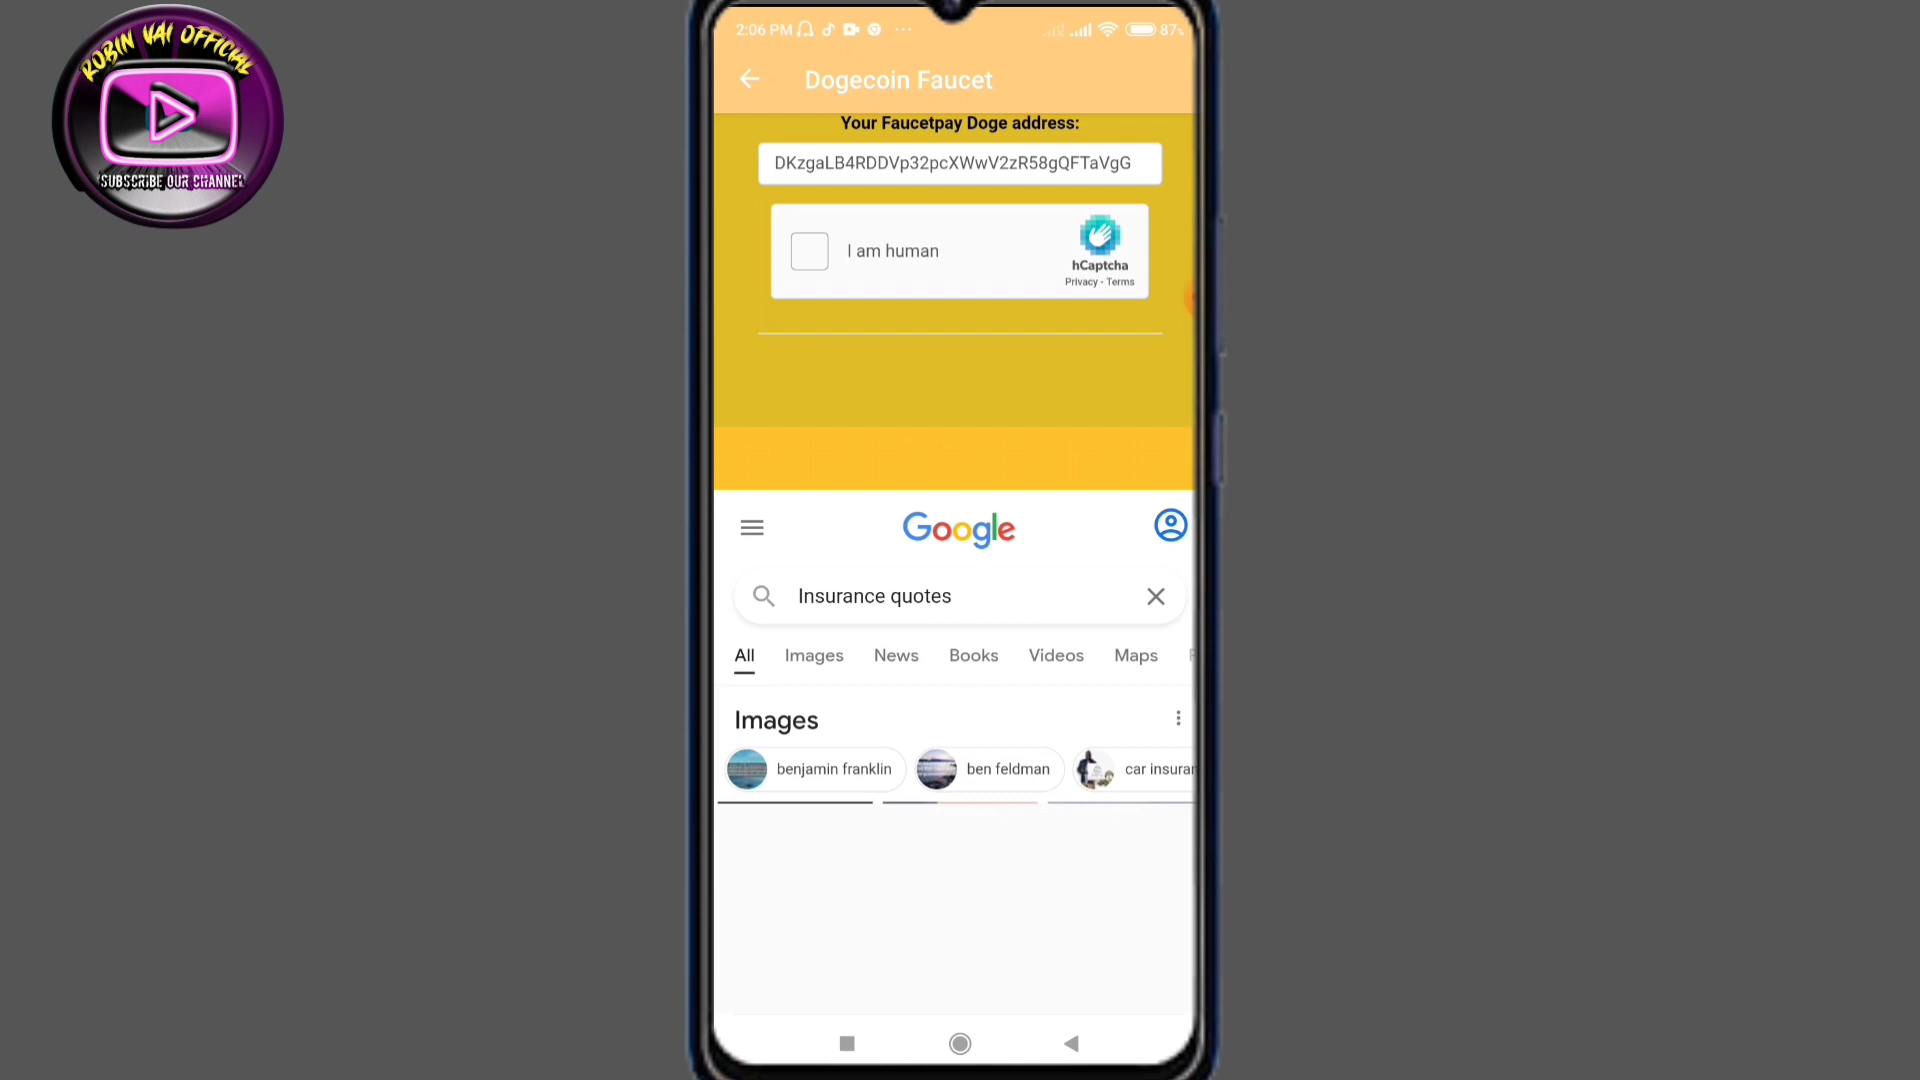 ROBIN VAI OFFICIAL
SUBSCRIBE OUR CHANNEL
2:06 PM
87%
Dogecoin Faucet
Your Faucetpay Doge address:
DKzgaLB4RDDVp32pcXWwV2zR58gQFTaVgG
I am human
hCaptcha
Privacy - Terms
Google
Insurance quotes
All Images News Books Videos Maps
Images
benjamin franklin ben feldman car insuran